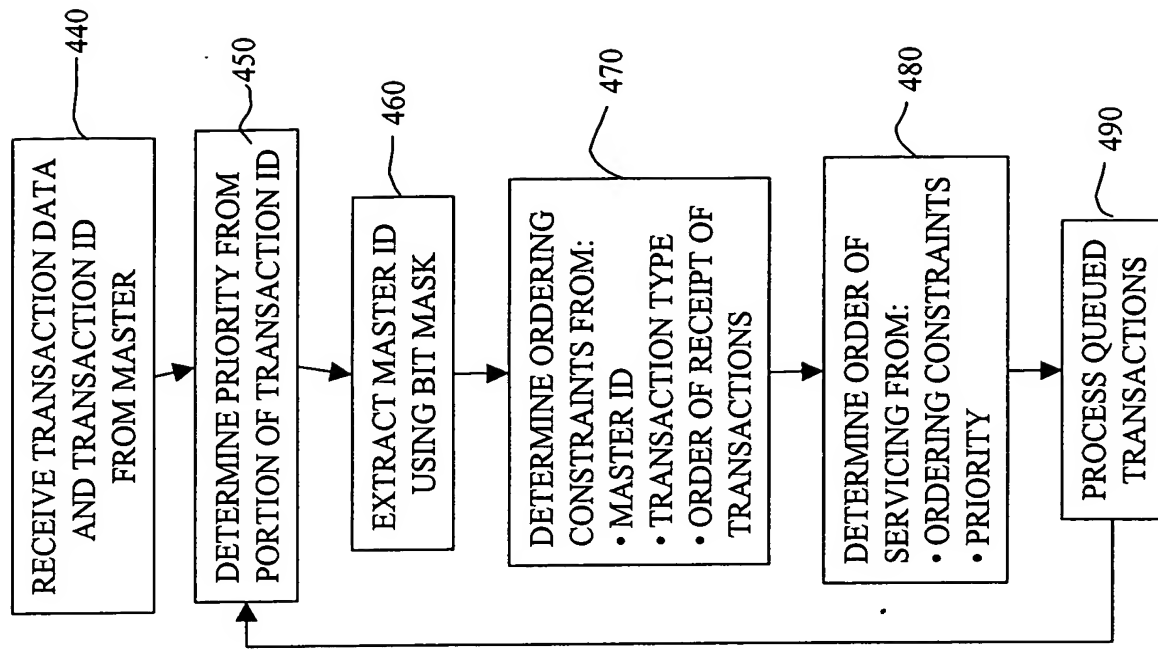 RECEIVE TRANSACTION DATA
AND TRANSACTION ID
FROM MASTER
440
DETERMINE PRIORITY FROM
PORTION OF TRANSACTION ID
450
EXTRACT MASTER ID
USING BIT MASK
460
DETERMINE ORDERING
CONSTRAINTS FROM:
• MASTER ID
• TRANSACTION TYPE
• ORDER OF RECEIPT OF
TRANSACTIONS
470
DETERMINE ORDER OF
SERVICING FROM:
• ORDERING CONSTRAINTS
• PRIORITY
480
PROCESS QUEUED
TRANSACTIONS
490